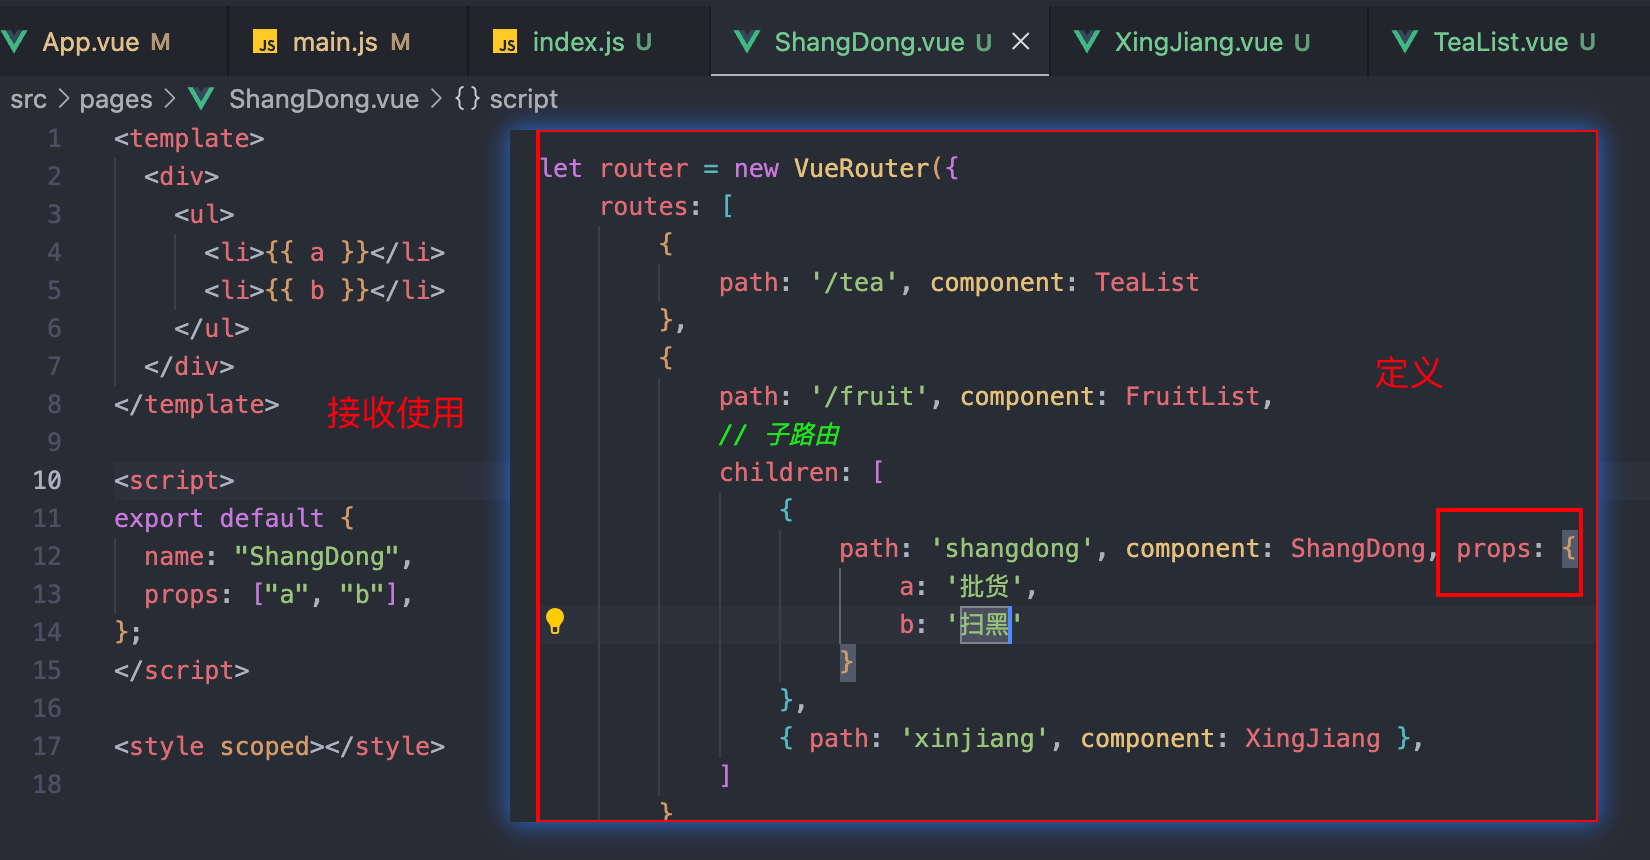 App.vue M
JS main.js M
JS index.js U
ShangDong.vue U
XingJiang.vue U
TeaList.vue U
src > pages > ShangDong.vue > {} script
1 <template>
2 <div>
3 <ul>
4 <li>{{ a }}</li>
5 <li>{{ b }}</li>
6 </ul>
7 </div>
8 </template>
9
10 <script>
11 export default {
12 name: "ShangDong",
13 props: ["a", "b"],
14 };
15 </script>
16
17 <style scoped></style>
18
接收使用
let router = new VueRouter({
routes: [
{
path: '/tea', component: TeaList
},
{
path: '/fruit', component: FruitList,
// 子路由
children: [
{
path: 'shangdong', component: ShangDong, props: {
a: '批货',
b: '扫黑'
}
},
{ path: 'xinjiang', component: XingJiang },
]
}
定义